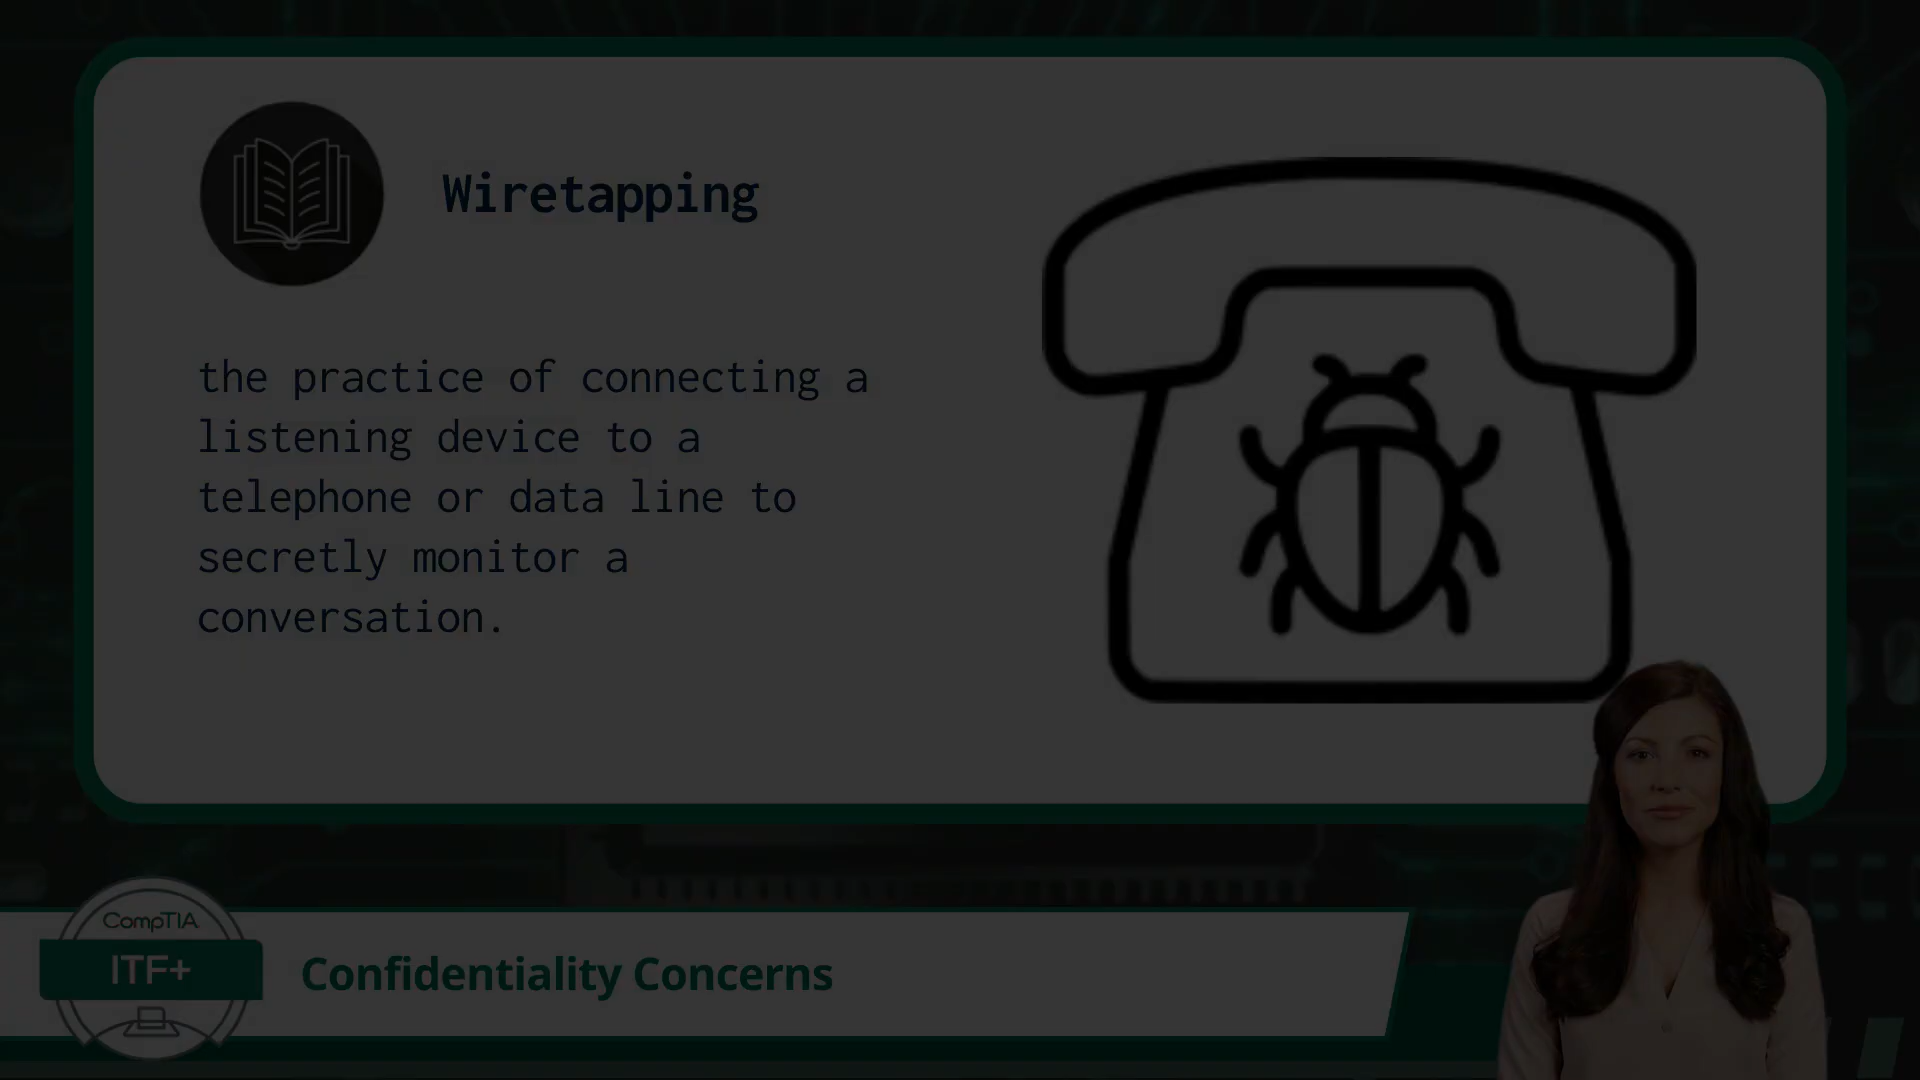 Wiretapping
the practice of connecting a
listening device to a
telephone or data line to
secretly monitor a
conversation.
CompTIA
ITF+
Confidentiality Concerns